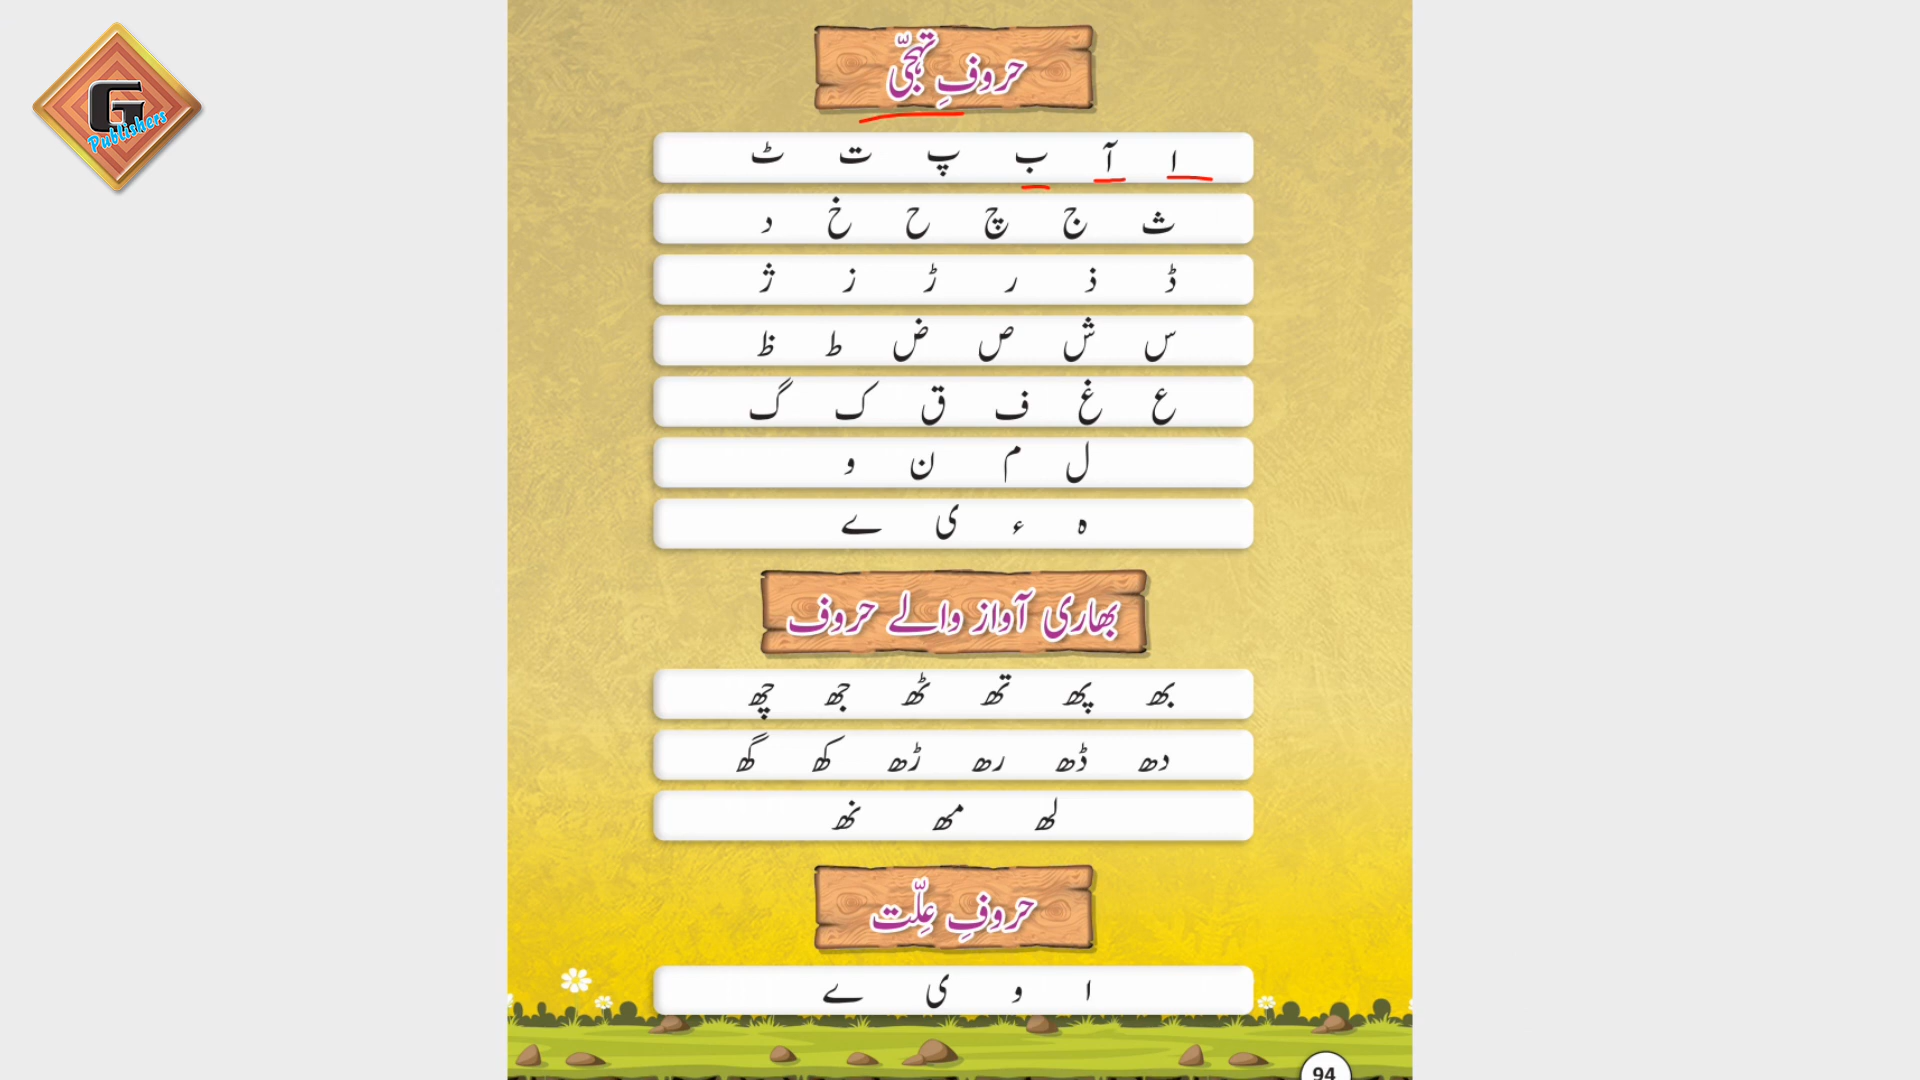 G
Publishers
حروفِ تہجّی
ا آ ب پ ت ٹ
ث ج چ ح خ د
ڈ ذ ر ڑ ز ژ
س ش ص ض ط ظ
ع غ ف ق ک گ
ل م ن و
ہ ء ی ے
بھاری آواز والے حروف
بھ پھ تھ ٹھ جھ چھ
دھ ڈھ رھ ڑھ کھ گھ
لھ مھ نھ
حروفِ عِلّت
ا و ی ے
94